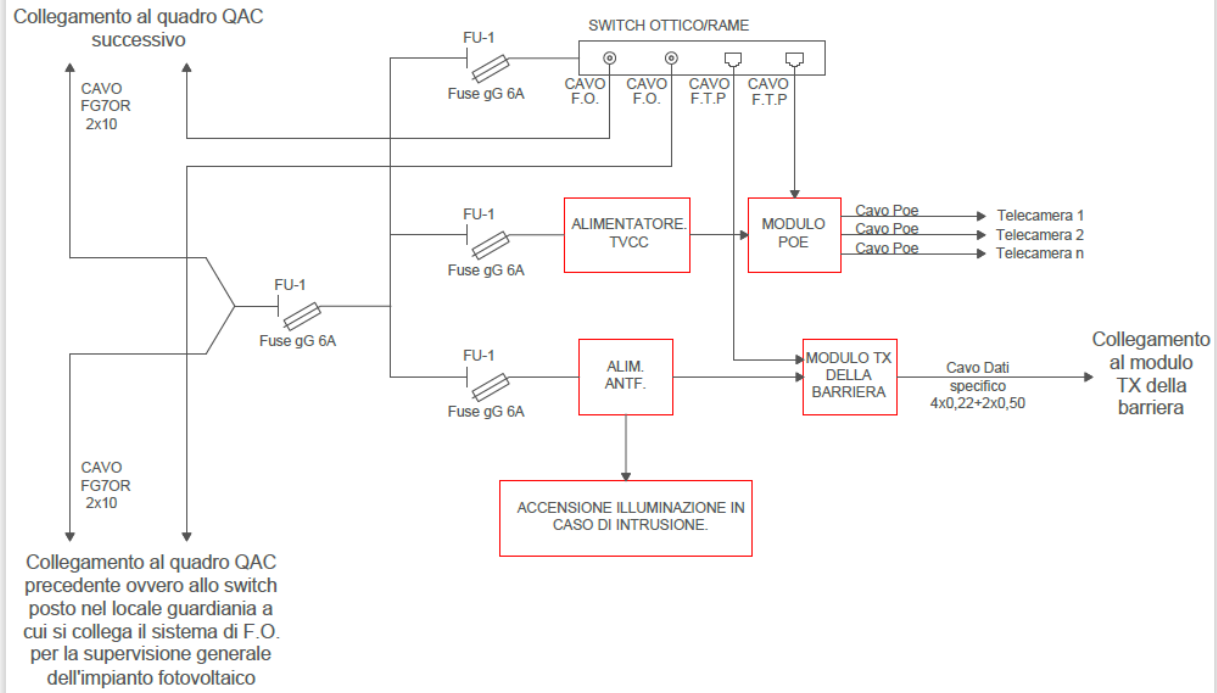 Collegamento al quadro QAC
successivo
CAVO
FG7OR
2x10
FU-1
Fuse gG 6A
SWITCH OTTICO/RAME
CAVO
F.O.
CAVO
F.O.
CAVO
F.T.P
CAVO
F.T.P
FU-1
Fuse gG 6A
ALIMENTATORE.
TVCC
MODULO
POE
Cavo Poe
Telecamera 1
Cavo Poe
Telecamera 2
Cavo Poe
Telecamera n
FU-1
Fuse gG 6A
FU-1
Fuse gG 6A
ALIM.
ANTF.
MODULO TX
DELLA
BARRIERA
Cavo Dati
specifico
4x0,22+2x0,50
Collegamento
al modulo
TX della
barriera
CAVO
FG7OR
2x10
ACCENSIONE ILLUMINAZIONE IN
CASO DI INTRUSIONE.
Collegamento al quadro QAC
precedente ovvero allo switch
posto nel locale guardiania a
cui si collega il sistema di F.O.
per la supervisione generale
dell'impianto fotovoltaico